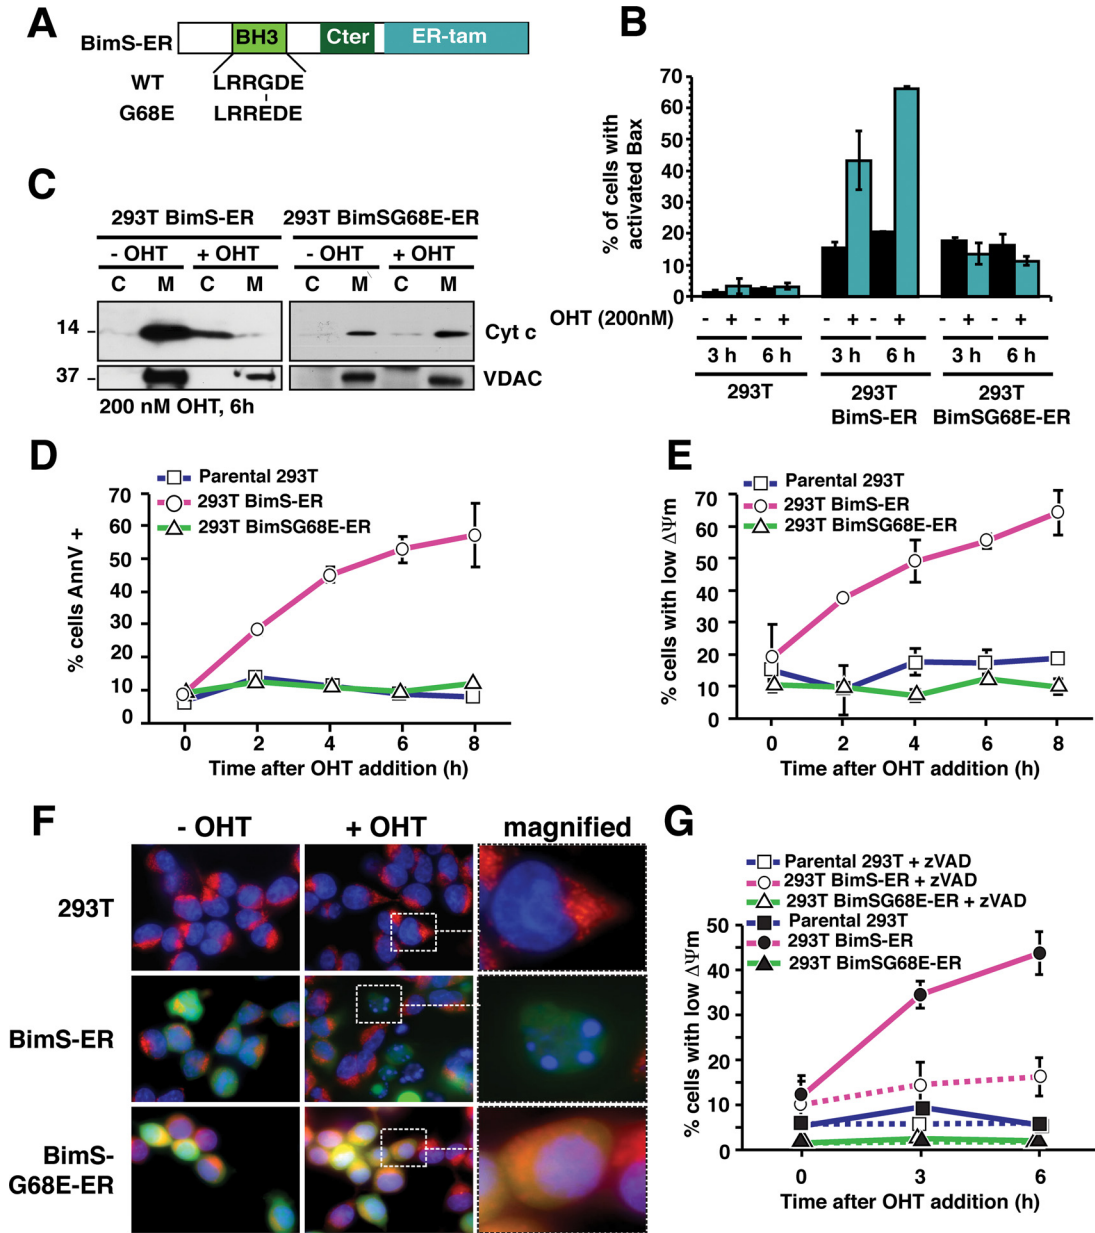 A
BimS-ER BH3 Cter ER-tam
WT LRRGDE
G68E LRREDE
B
% of cells with
activated Bax
70
60
50
40
30
20
10
0
OHT (200nM) - + - + - + - + - + - +
3 h 6 h 3 h 6 h 3 h 6 h
293T 293T 293T
BimS-ER BimSG68E-ER
C
293T BimS-ER 293T BimSG68E-ER
- OHT + OHT - OHT + OHT
C M C M C M C M
14 Cyt c
37 VDAC
200 nM OHT, 6h
D
Parental 293T
293T BimS-ER
293T BimSG68E-ER
% cells AnnV +
70
60
50
40
30
20
10
0
0 2 4 6 8
Time after OHT addition (h)
E
Parental 293T
293T BimS-ER
293T BimSG68E-ER
% cells with low ΔΨm
70
60
50
40
30
20
10
0
0 2 4 6 8
Time after OHT addition (h)
F
- OHT + OHT magnified
293T
BimS-ER
BimS-
G68E-ER
G
Parental 293T + zVAD
293T BimS-ER + zVAD
293T BimSG68E-ER + zVAD
Parental 293T
293T BimS-ER
293T BimSG68E-ER
% cells with low ΔΨm
50
40
30
20
10
0
0 3 6
Time after OHT addition (h)